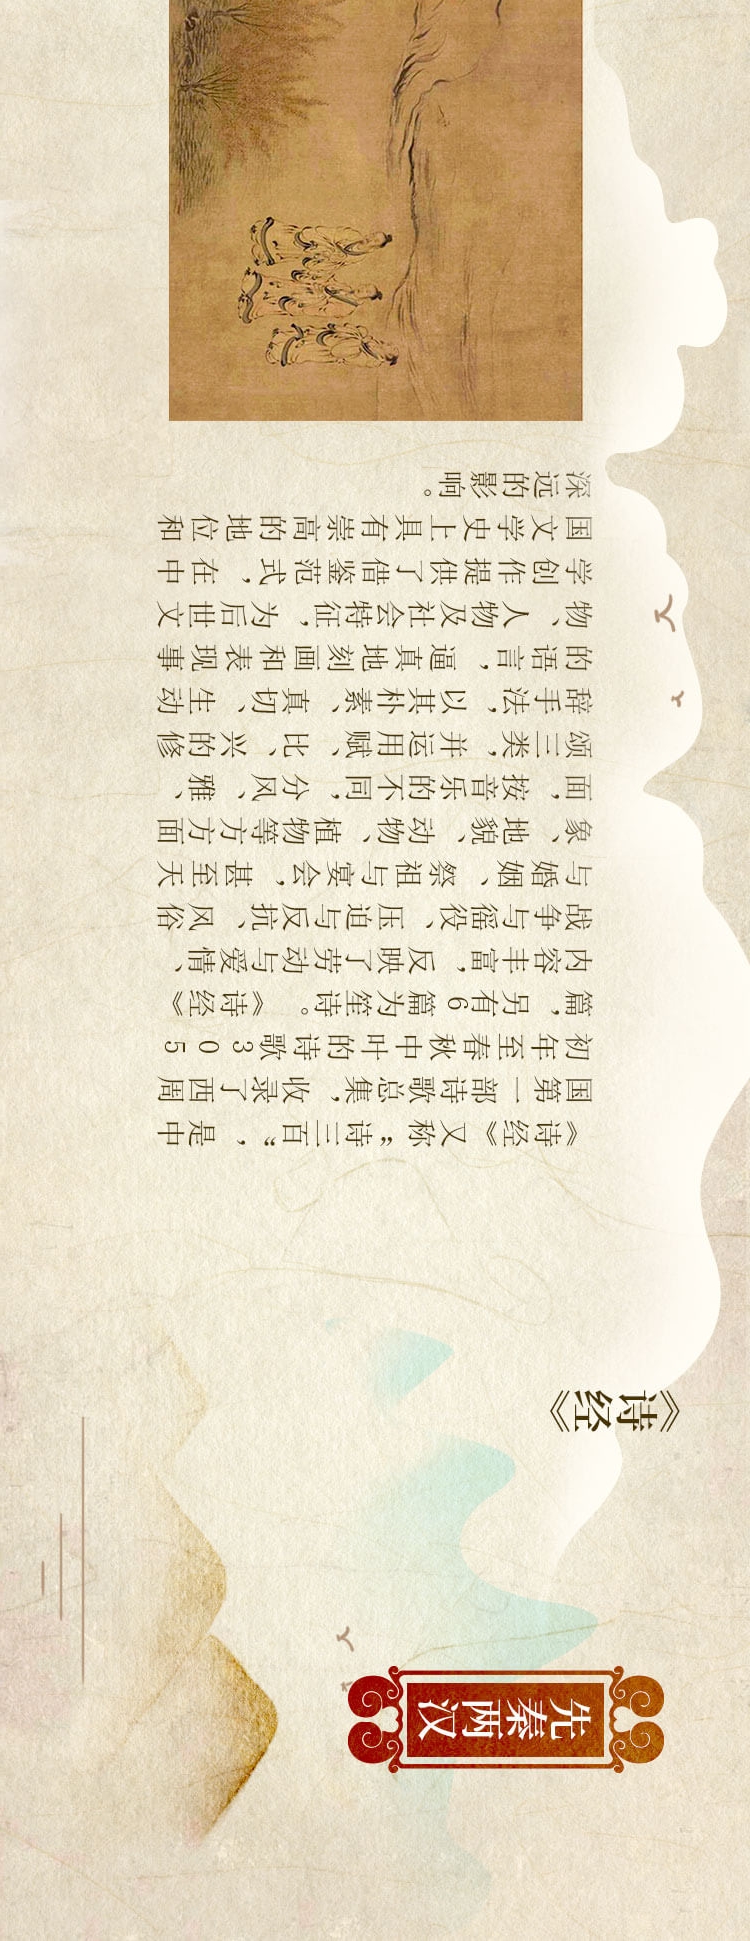 先秦两汉
《诗经》
《诗经》又称“诗三百”，是中
国第一部诗歌总集，收录了西周
初年至春秋中叶的诗歌305
篇，另有6篇为笙诗。《诗经》
内容丰富，反映了劳动与爱情、
战争与徭役、压迫与反抗、风俗
与婚姻、祭祖与宴会，甚至天
象、地貌、动物、植物等方方面
面，按音乐的不同，分风、雅、
颂三类，并运用赋、比、兴的修
辞手法，以其朴素、真切、生动
的语言，逼真地刻画和表现事
物、人物及社会特征，为后世文
学创作提供了借鉴范式，在中
国文学史上具有崇高的地位和
深远的影响。